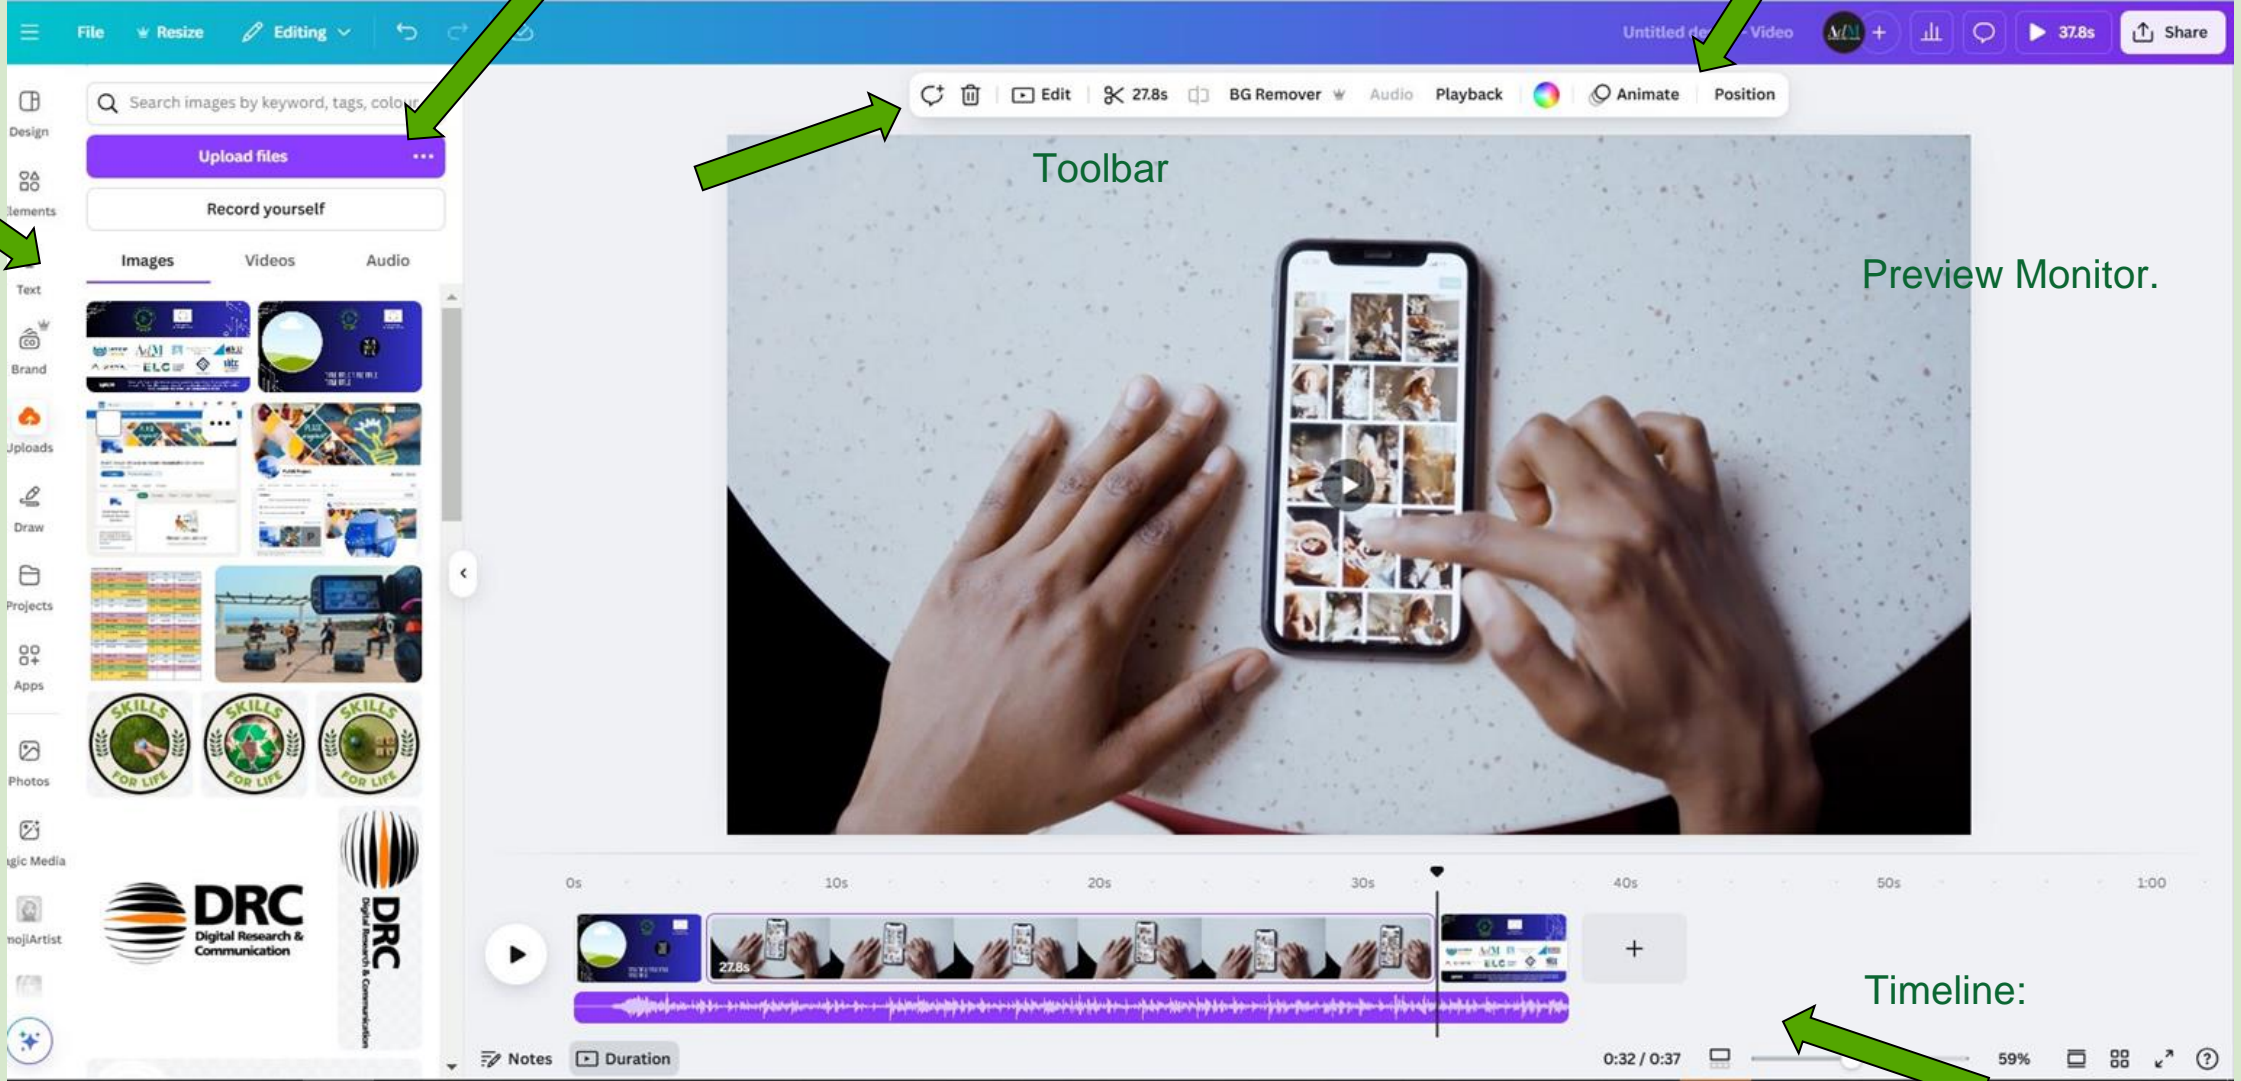 File
Resize
Editing
Untitled de
Video
AdM
37.8s
Share
Design
Search images by keyword, tags, colour
Upload files
Record yourself
Images
Videos
Audio
Edit
27.8s
BG Remover
Audio
Playback
Animate
Position
Toolbar
Preview Monitor.
lements
Text
Brand
Uploads
Draw
Projects
Apps
Photos
agic Media
mojiArtist
SKILLS
FOR LIFE
SKILLS
FOR LIFE
SKILLS
FOR LIFE
DRC
Digital Research &
Communication
DRC
Digital Research & Communication
0s
10s
20s
30s
40s
50s
1:00
27.8s
Timeline:
Notes
Duration
0:32 / 0:37
59%